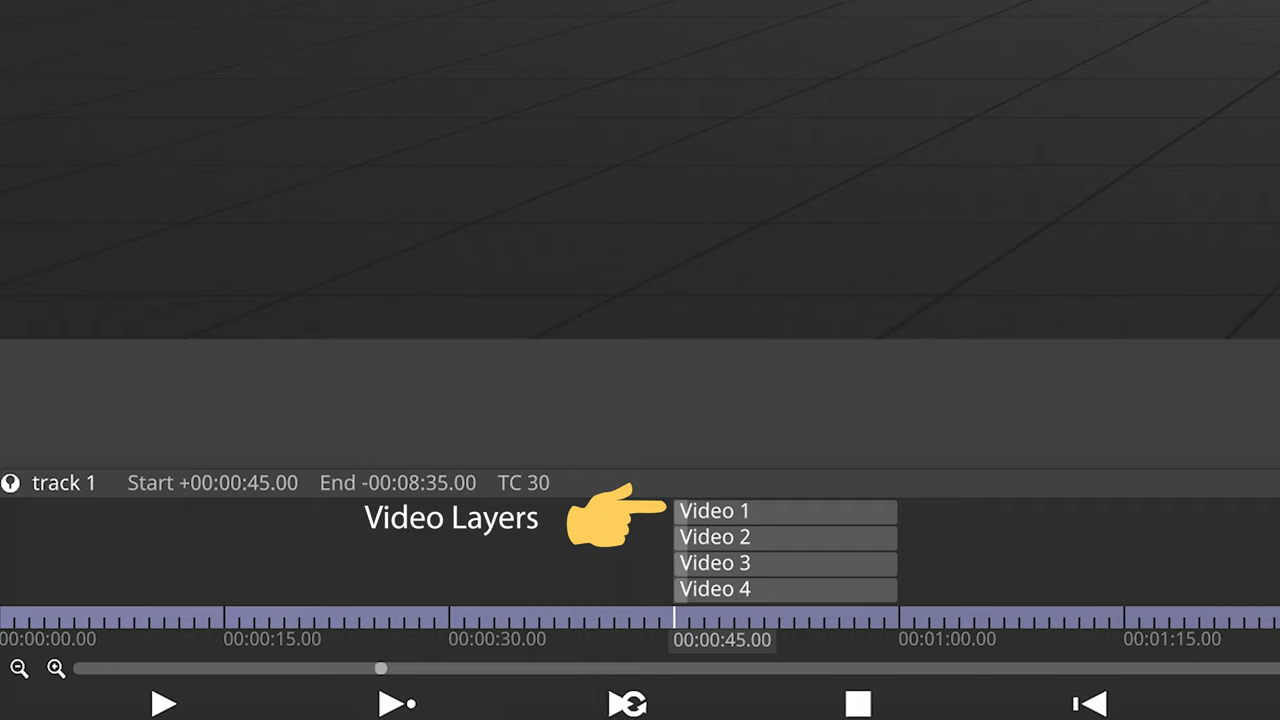 track 1 Start +00:00:45.00 End -00:08:35.00 TC 30
Video Layers
Video 1
Video 2
Video 3
Video 4
00:00:00.00 00:00:15.00 00:00:30.00 00:00:45.00 00:01:00.00 00:01:15.00